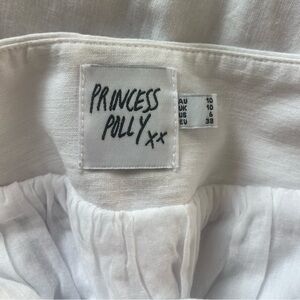 PRINCESS
POLLY xx
AU 10
UK 10
US 6
EU 38